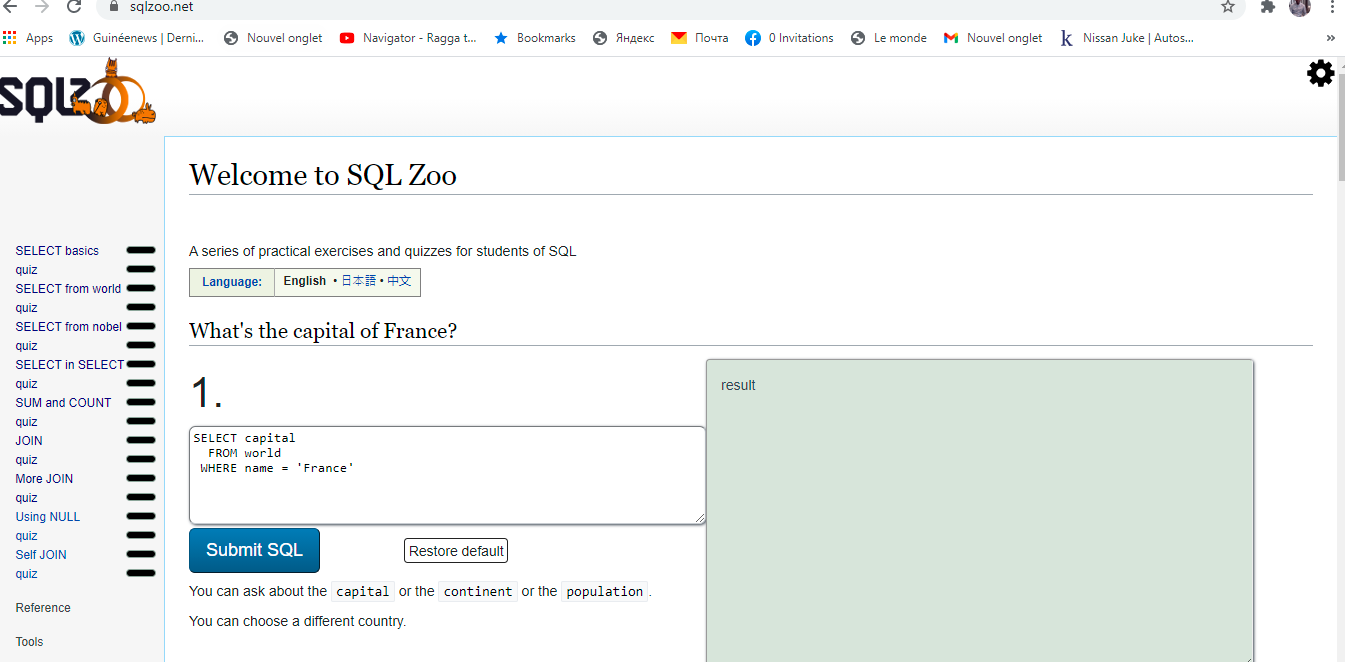 sqlzoo.net
Apps Guinéenews | Derni... Nouvel onglet Navigator - Ragga t... Bookmarks Яндекс Почта 0 Invitations Le monde Nouvel onglet k Nissan Juke | Autos... »
SQLZOO
Welcome to SQL Zoo
A series of practical exercises and quizzes for students of SQL
Language: English • 日本語 • 中文
What's the capital of France?
1.
SELECT capital
FROM world
WHERE name = 'France'
Submit SQL Restore default
You can ask about the capital or the continent or the population.
You can choose a different country.
result
SELECT basics
quiz
SELECT from world
quiz
SELECT from nobel
quiz
SELECT in SELECT
quiz
SUM and COUNT
quiz
JOIN
quiz
More JOIN
quiz
Using NULL
quiz
Self JOIN
quiz
Reference
Tools